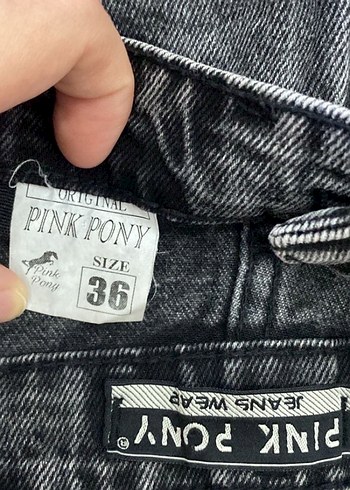 ORIGINAL
PINK PONY
SIZE
36
Pink
Pony
PINK PONY®
JEANS WEAR